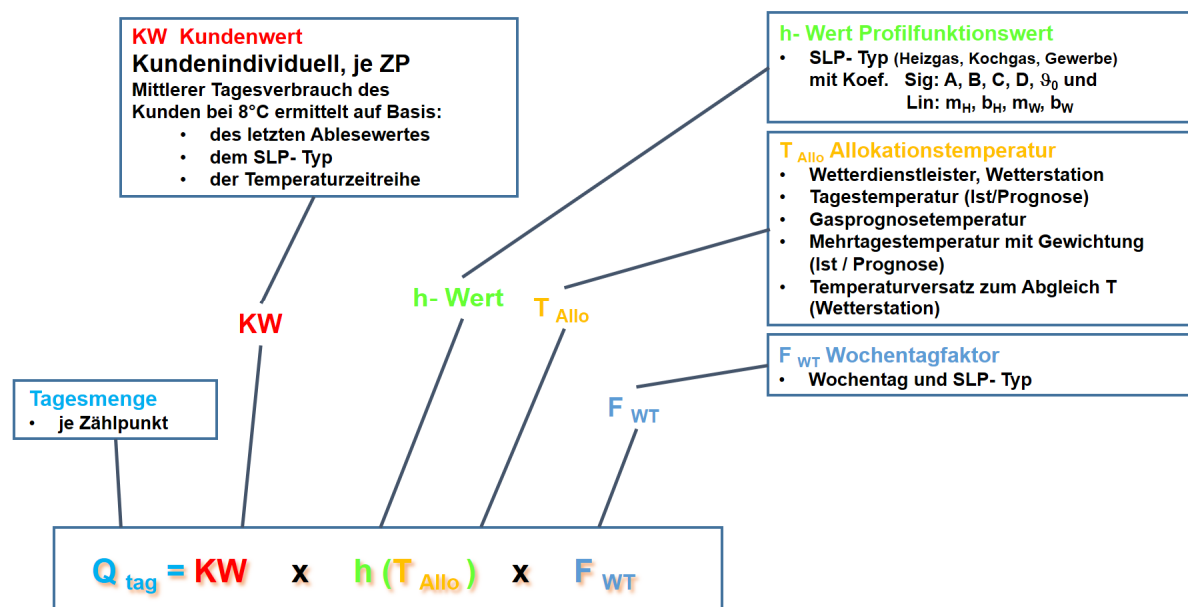 KW Kundenwert
Kundenindividuell, je ZP
Mittlerer Tagesverbrauch des
Kunden bei 8°C ermittelt auf Basis:
• des letzten Ablesewertes
• dem SLP- Typ
• der Temperaturzeitreihe
h- Wert Profilfunktionswert
• SLP- Typ (Heizgas, Kochgas, Gewerbe)
mit Koef. Sig: A, B, C, D, ϑ0 und
Lin: mH, bH, mW, bW
T Allo Allokationstemperatur
• Wetterdienstleister, Wetterstation
• Tagestemperatur (Ist/Prognose)
• Gasprognosetemperatur
• Mehrtagestemperatur mit Gewichtung
(Ist / Prognose)
• Temperaturversatz zum Abgleich T
(Wetterstation)
F WT Wochentagfaktor
• Wochentag und SLP- Typ
h- Wert
T Allo
KW
F WT
Tagesmenge
• je Zählpunkt
Q tag = KW x h (T Allo ) x F WT